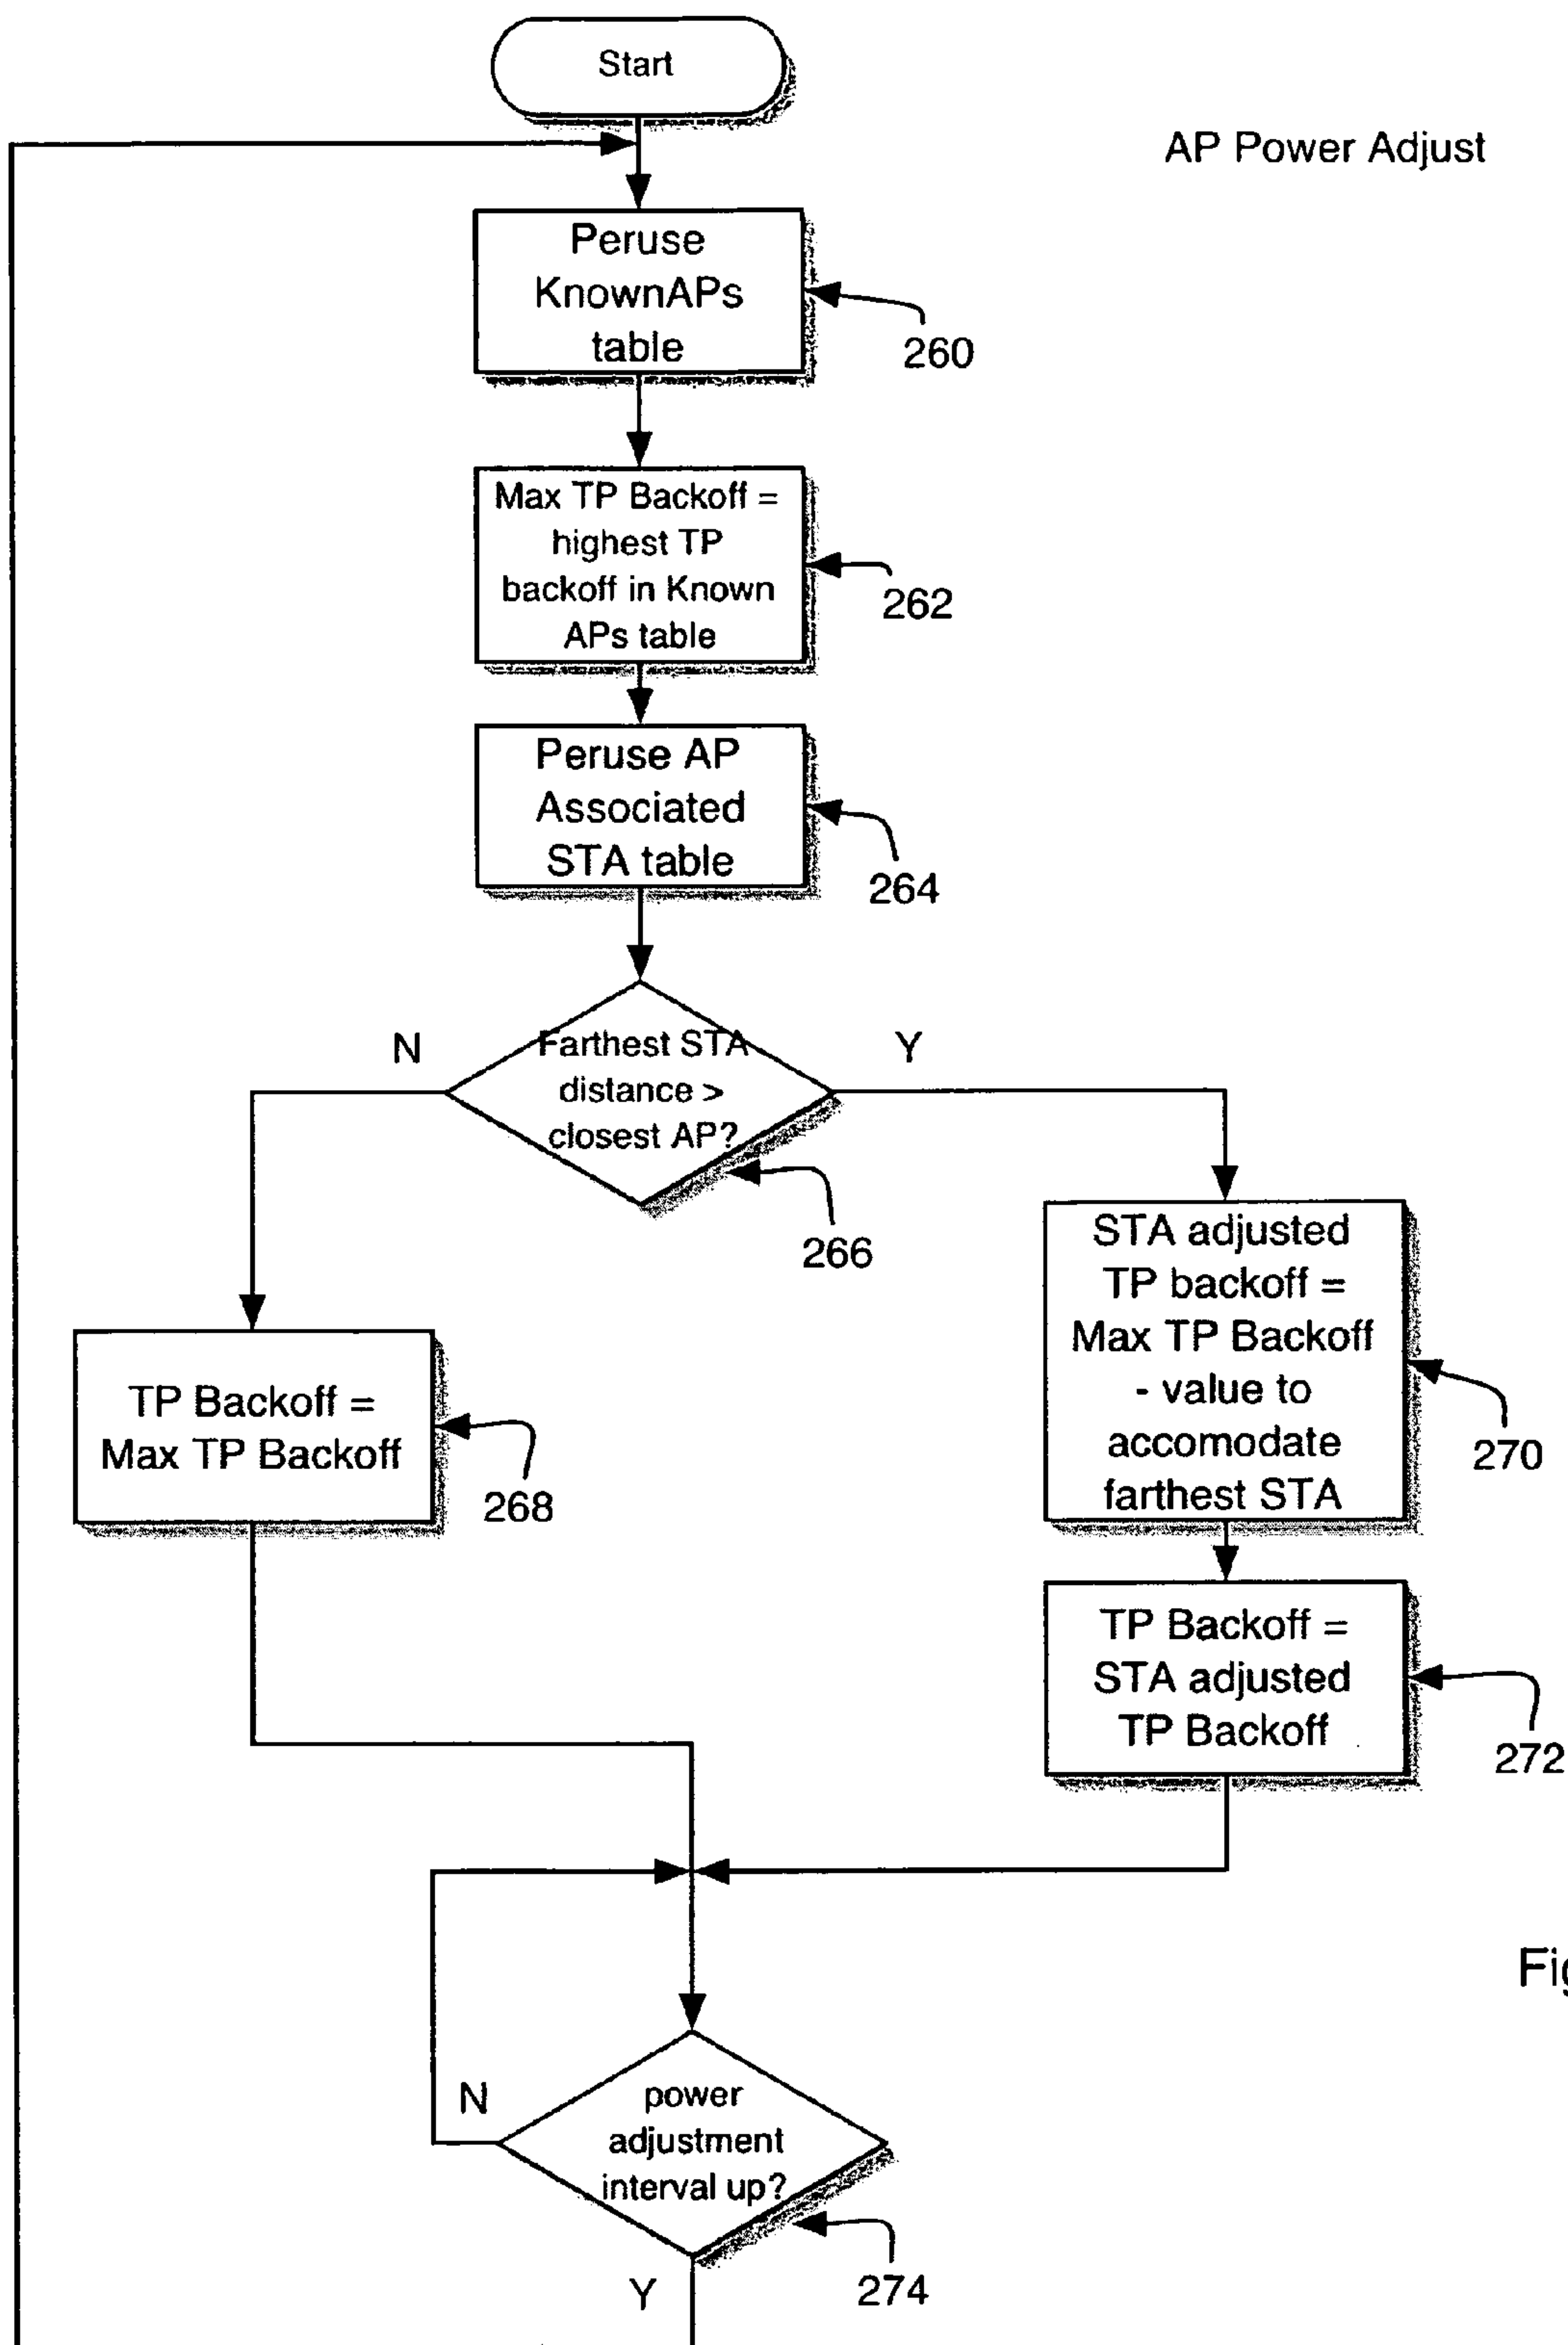 Start
AP Power Adjust
Peruse
KnownAPs
table
260
Max TP Backoff =
highest TP
backoff in Known
APs table
262
Peruse AP
Associated
STA table
264
N
Farthest STA
distance >
closest AP?
Y
266
STA adjusted
TP backoff =
Max TP Backoff
- value to
accomodate
farthest STA
270
TP Backoff =
Max TP Backoff
268
TP Backoff =
STA adjusted
TP Backoff
272
N
power
adjustment
interval up?
274
Y